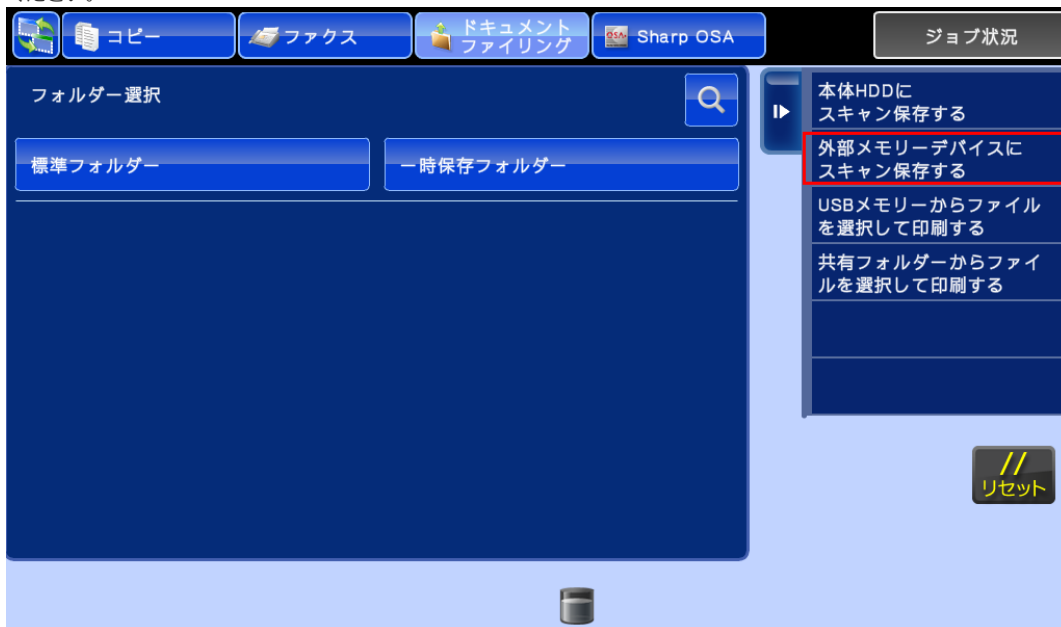 ください。
コピー
ファクス
ドキュメント
ファイリング
OSA
Sharp OSA
ジョブ状況
フォルダー選択
標準フォルダー
一時保存フォルダー
本体HDDに
スキャン保存する
外部メモリーデバイスに
スキャン保存する
USBメモリーからファイル
を選択して印刷する
共有フォルダーからファイ
ルを選択して印刷する
リセット